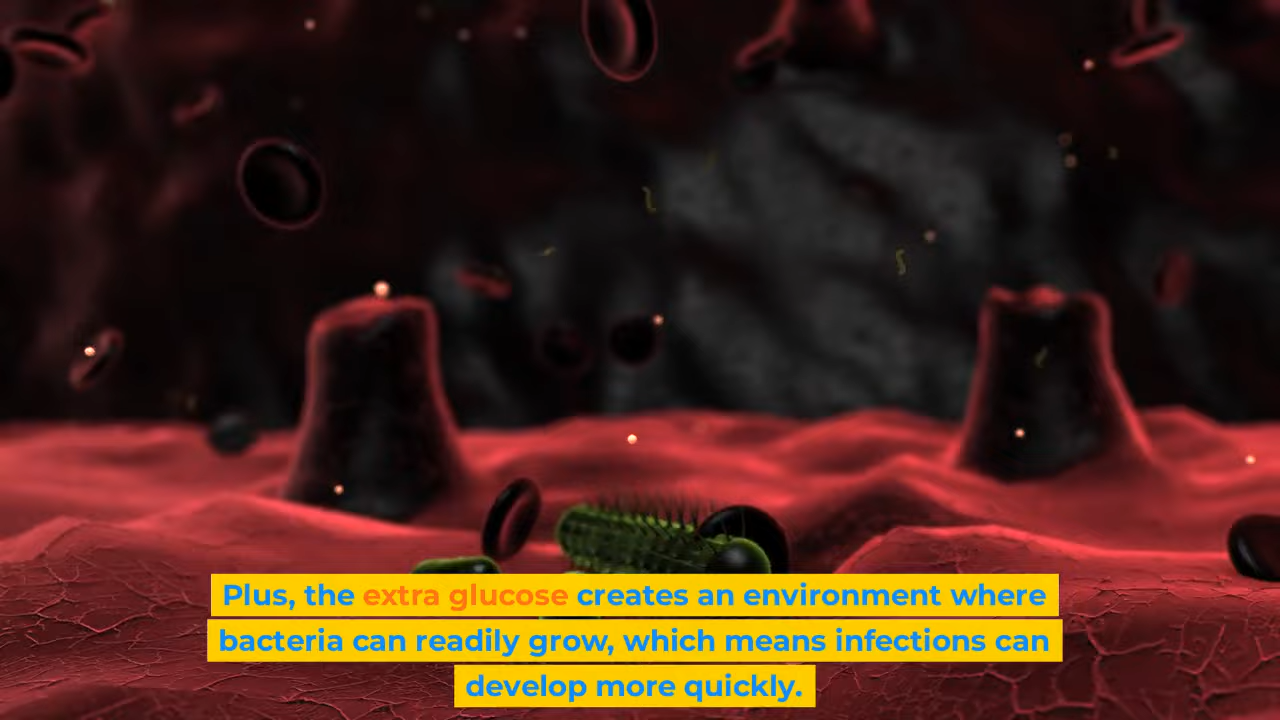 Plus, the extra glucose creates an environment where
bacteria can readily grow, which means infections can
develop more quickly.